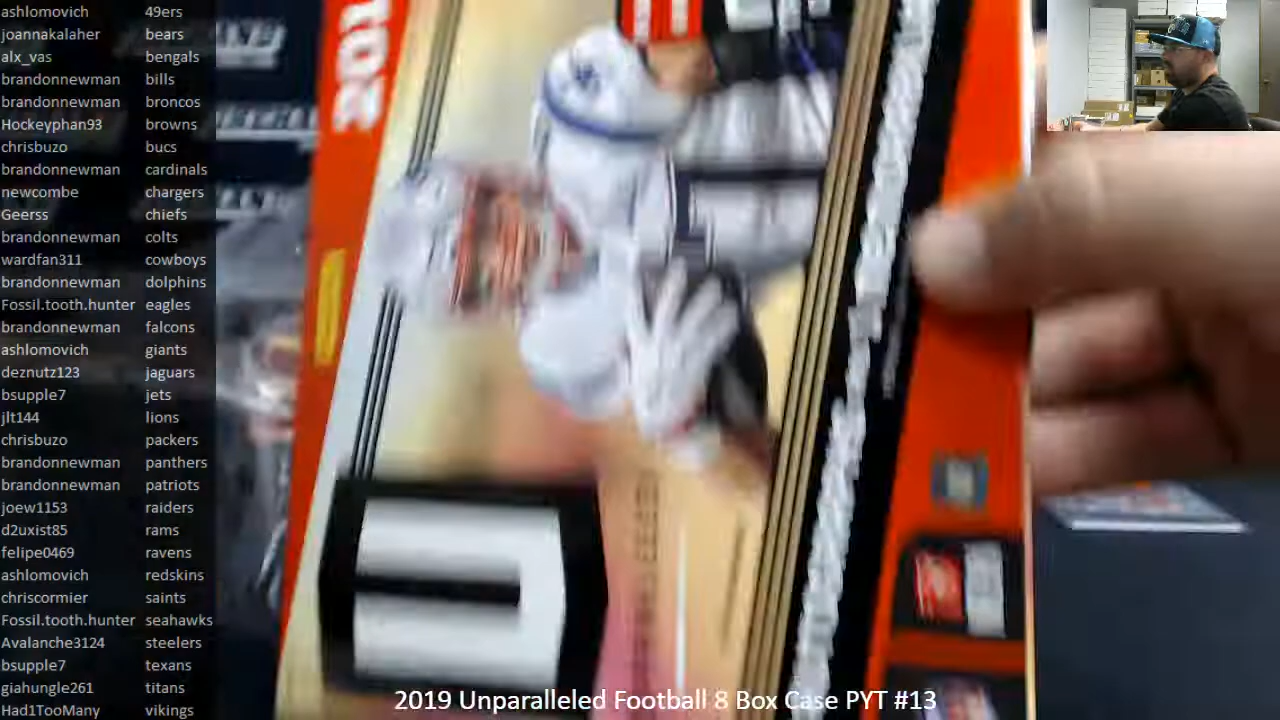 ashlomovich 49ers
joannakalaher bears
alx_vas bengals
brandonnewman bills
brandonnewman broncos
Hockeyphan93 browns
chrisbuzo bucs
brandonnewman cardinals
newcombe chargers
Geerss chiefs
brandonnewman colts
wardfan311 cowboys
brandonnewman dolphins
Fossil.tooth.hunter eagles
brandonnewman falcons
ashlomovich giants
deznutz123 jaguars
bsupple7 jets
jlt144 lions
chrisbuzo packers
brandonnewman panthers
brandonnewman patriots
joew1153 raiders
d2uxist85 rams
felipe0469 ravens
ashlomovich redskins
chriscormier saints
Fossil.tooth.hunter seahawks
Avalanche3124 steelers
bsupple7 texans
giahungle261 titans
Had1TooMany vikings
2019 Unparalleled Football 8 Box Case PYT #13